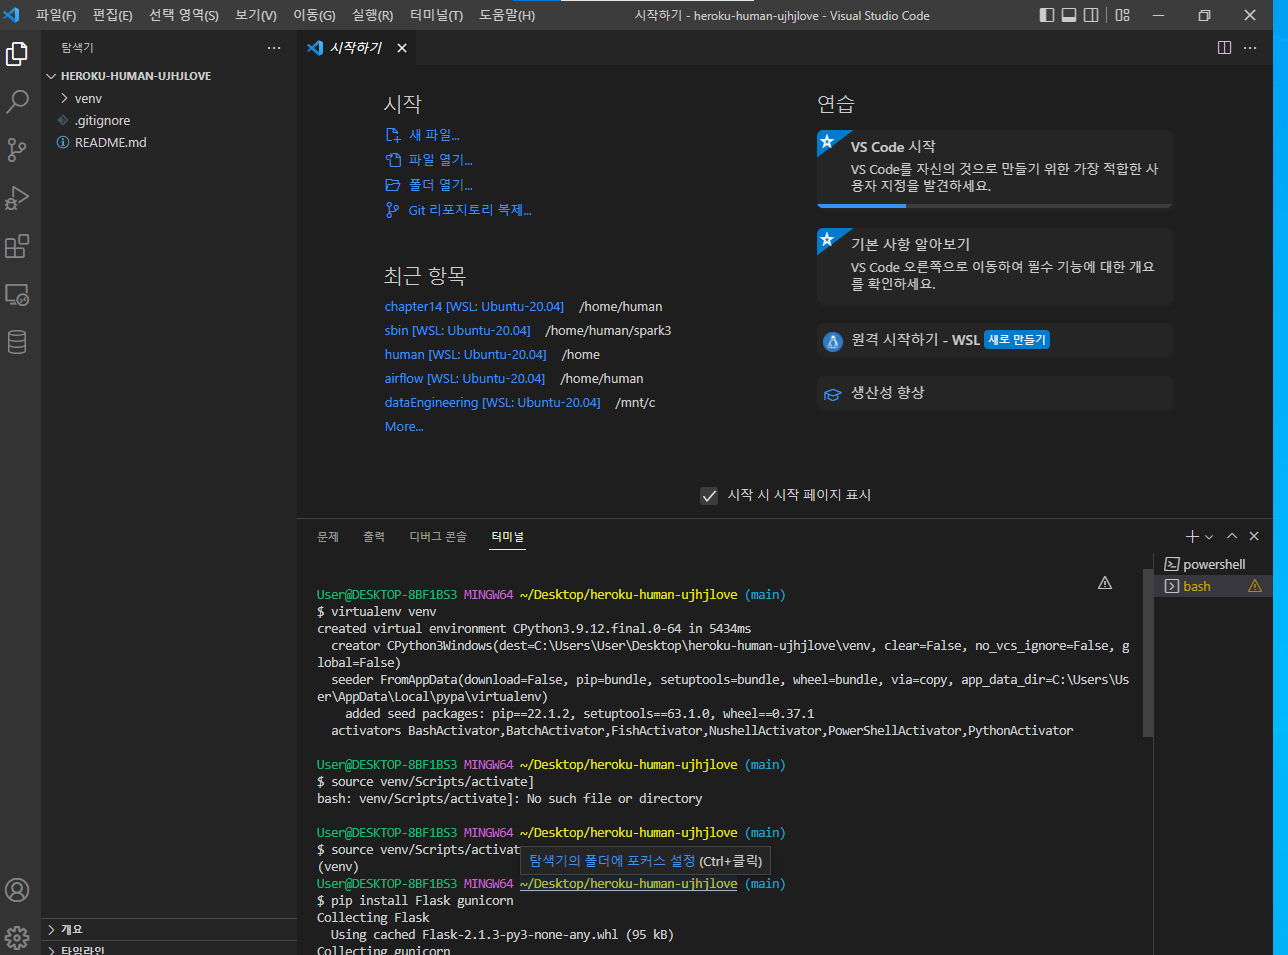 파일(F) 편집(E) 선택 영역(S) 보기(V) 이동(G) 실행(R) 터미널(T) 도움말(H) 시작하기 - heroku-human-ujhjlove - Visual Studio Code
탐색기
HEROKU-HUMAN-UJHJLOVE
venv
.gitignore
README.md
개요
타임라인
시작하기
시작
새 파일...
파일 열기...
폴더 열기...
Git 리포지토리 복제...
최근 항목
chapter14 [WSL: Ubuntu-20.04] /home/human
sbin [WSL: Ubuntu-20.04] /home/human/spark3
human [WSL: Ubuntu-20.04] /home
airflow [WSL: Ubuntu-20.04] /home/human
dataEngineering [WSL: Ubuntu-20.04] /mnt/c
More...
연습
VS Code 시작
VS Code를 자신의 것으로 만들기 위한 가장 적합한 사
용자 지정을 발견하세요.
기본 사항 알아보기
VS Code 오른쪽으로 이동하여 필수 기능에 대한 개요
를 확인하세요.
원격 시작하기 - WSL 새로 만들기
생산성 향상
시작 시 시작 페이지 표시
문제 출력 디버그 콘솔 터미널
powershell
bash
User@DESKTOP-8BF1BS3 MINGW64 ~/Desktop/heroku-human-ujhjlove (main)
$ virtualenv venv
created virtual environment CPython3.9.12.final.0-64 in 5434ms
creator CPython3Windows(dest=C:\Users\User\Desktop\heroku-human-ujhjlove\venv, clear=False, no_vcs_ignore=False, g
lobal=False)
seeder FromAppData(download=False, pip=bundle, setuptools=bundle, wheel=bundle, via=copy, app_data_dir=C:\Users\Us
er\AppData\Local\pypa\virtualenv)
added seed packages: pip==22.1.2, setuptools==63.1.0, wheel==0.37.1
activators BashActivator,BatchActivator,FishActivator,NushellActivator,PowerShellActivator,PythonActivator
User@DESKTOP-8BF1BS3 MINGW64 ~/Desktop/heroku-human-ujhjlove (main)
$ source venv/Scripts/activate]
bash: venv/Scripts/activate]: No such file or directory
User@DESKTOP-8BF1BS3 MINGW64 ~/Desktop/heroku-human-ujhjlove (main)
$ source venv/Scripts/activat
탐색기의 폴더에 포커스 설정 (Ctrl+클릭)
(venv)
User@DESKTOP-8BF1BS3 MINGW64 ~/Desktop/heroku-human-ujhjlove (main)
$ pip install Flask gunicorn
Collecting Flask
Using cached Flask-2.1.3-py3-none-any.whl (95 kB)
Collecting gunicorn